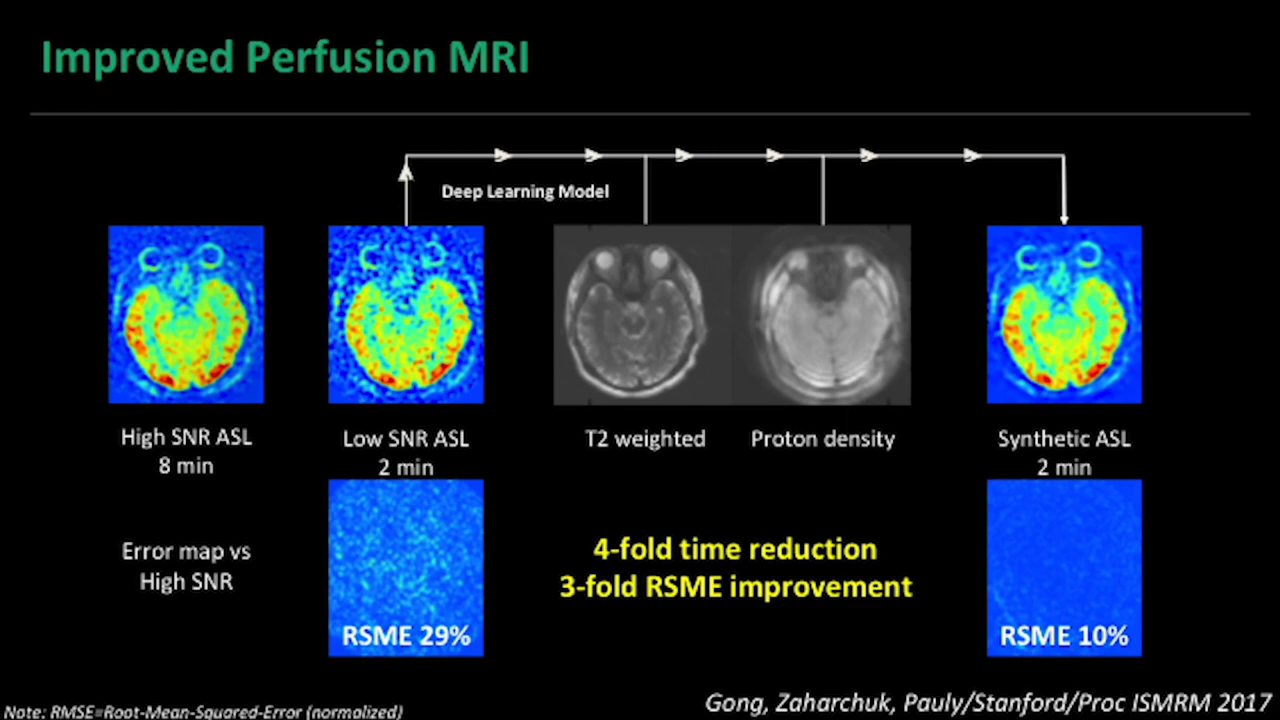 Improved Perfusion MRI
Deep Learning Model
High SNR ASL
8 min
Low SNR ASL
2 min
T2 weighted
Proton density
Synthetic ASL
2 min
Error map vs
High SNR
RSME 29%
4-fold time reduction
3-fold RSME improvement
RSME 10%
Note: RMSE=Root-Mean-Squared-Error (normalized)
Gong, Zaharchuk, Pauly/Stanford/Proc ISMRM 2017